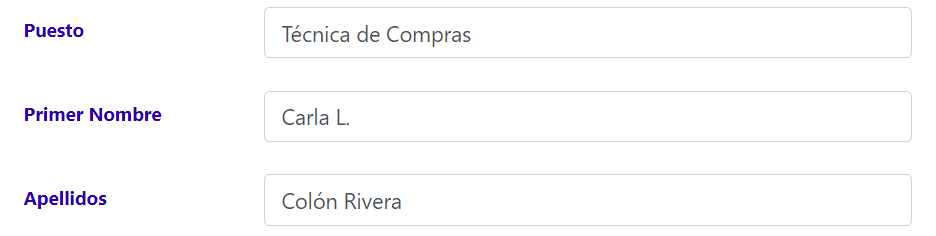 Puesto
Técnica de Compras
Primer Nombre
Carla L.
Apellidos
Colón Rivera